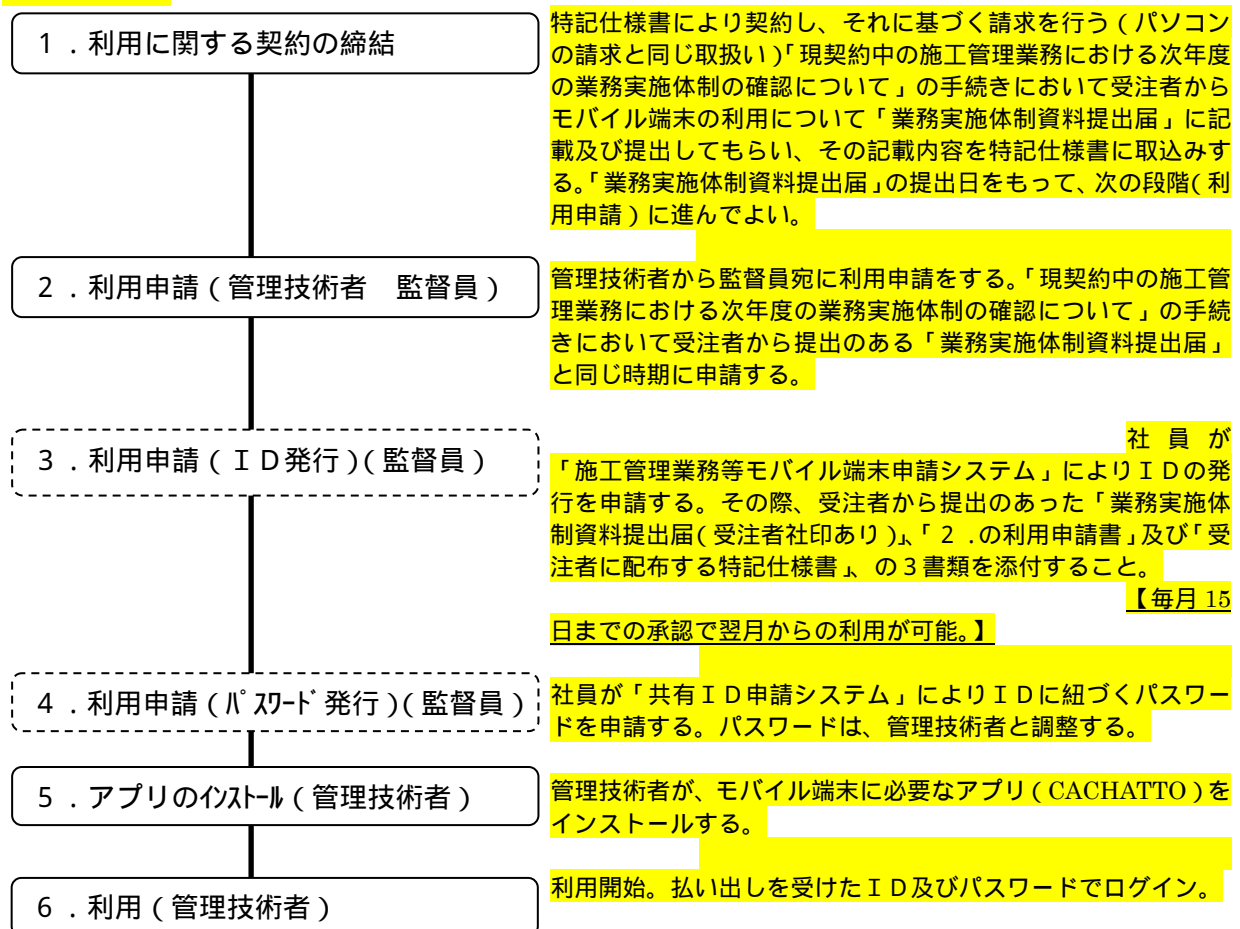 1．利用に関する契約の締結
特記仕様書により契約し、それに基づく請求を行う(パソコン
の請求と同じ取扱い)「現契約中の施工管理業務における次年度
の業務実施体制の確認について」の手続きにおいて受注者から
モバイル端末の利用について「業務実施体制資料提出届」に記
載及び提出してもらい、その記載内容を特記仕様書に取込みす
る。「業務実施体制資料提出届」の提出日をもって、次の段階(利
用申請)に進んでよい。
2．利用申請(管理技術者　監督員)
管理技術者から監督員宛に利用申請をする。「現契約中の施工管
理業務における次年度の業務実施体制の確認について」の手続
きにおいて受注者から提出のある「業務実施体制資料提出届」
と同じ時期に申請する。
3．利用申請(ＩＤ発行)(監督員)
社 員 が
「施工管理業務等モバイル端末申請システム」によりＩＤの発
行を申請する。その際、受注者から提出のあった「業務実施体
制資料提出届(受注者社印あり)」、「2．の利用申請書」及び「受
注者に配布する特記仕様書」、の3書類を添付すること。
【毎月 15
日までの承認で翌月からの利用が可能。】
4．利用申請(ﾊﾟｽﾜｰﾄﾞ発行)(監督員)
社員が「共有ＩＤ申請システム」によりＩＤに紐づくパスワー
ドを申請する。パスワードは、管理技術者と調整する。
5．アプリのｲﾝｽﾄｰﾙ(管理技術者)
管理技術者が、モバイル端末に必要なアプリ(CACHATTO)を
インストールする。
6．利用(管理技術者)
利用開始。払い出しを受けたＩＤ及びパスワードでログイン。